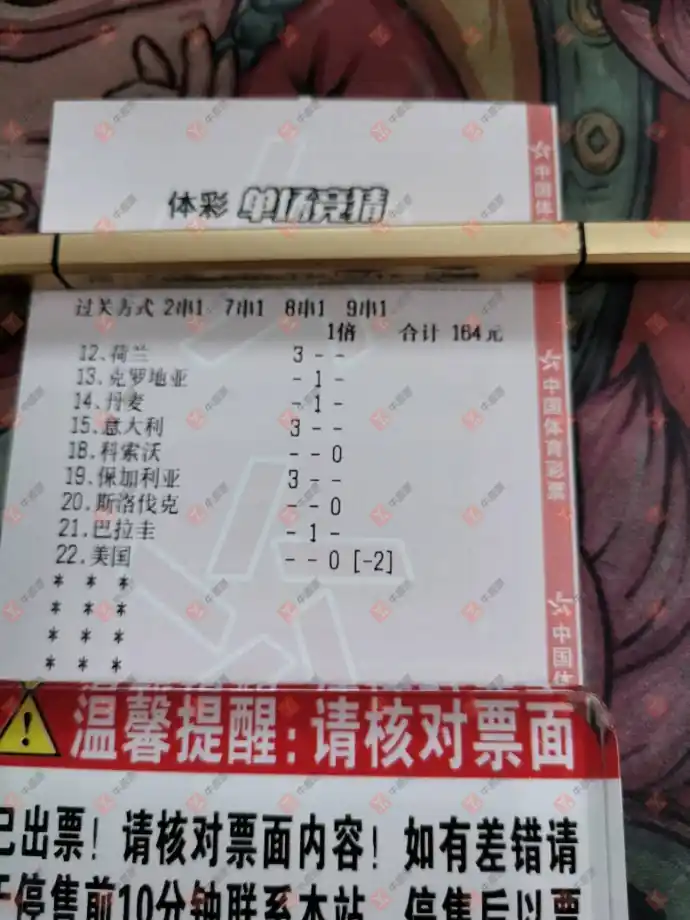 体彩 单场竞猜
中国体
过关方式 2串1 7串1 8串1 9串1
1倍 合计 164元
12.荷兰 3 - -
13.克罗地亚 - 1 -
14.丹麦 - 1 -
15.意大利 3 - -
18.科索沃 - - 0
19.保加利亚 3 - -
20.斯洛伐克 - - 0
21.巴拉圭 - 1 -
22.美国 - - 0 [-2]
* * *
* * *
* * *
* * *
中国体育彩票
中国体
温馨提醒:请核对票面
已出票！请核对票面内容！如有差错请
于停售前10分钟联系本站，停售后以票